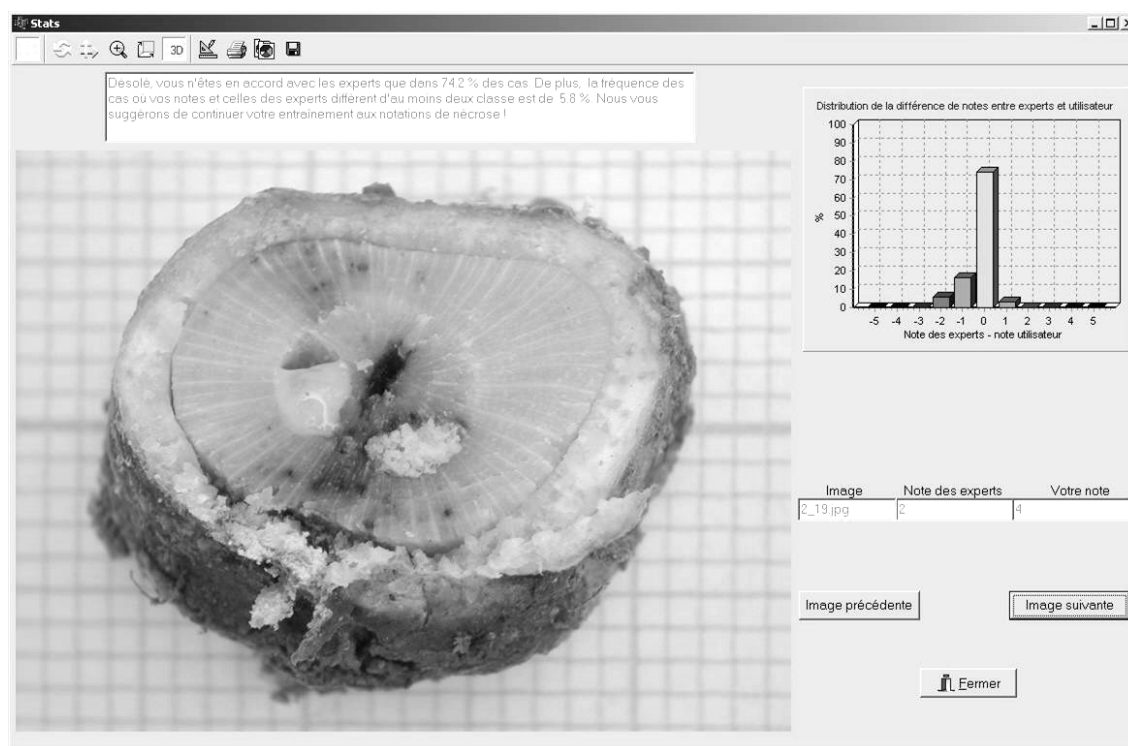 Stats
3D
Desolé, vous n'êtes en accord avec les experts que dans 74.2 % des cas. De plus, la fréquence des
cas où vos notes et celles des experts diffèrent d'au moins deux classe est de 5.8 %. Nous vous
suggérons de continuer votre entraînement aux notations de nécrose !
Distribution de la différence de notes entre experts et utilisateur
100
90
80
70
60
50
40
30
20
10
0
%
-5 -4 -3 -2 -1 0 1 2 3 4 5
Note des experts - note utilisateur
Image Note des experts Votre note
2_19.jpg 2 4
Image précédente Image suivante
Fermer